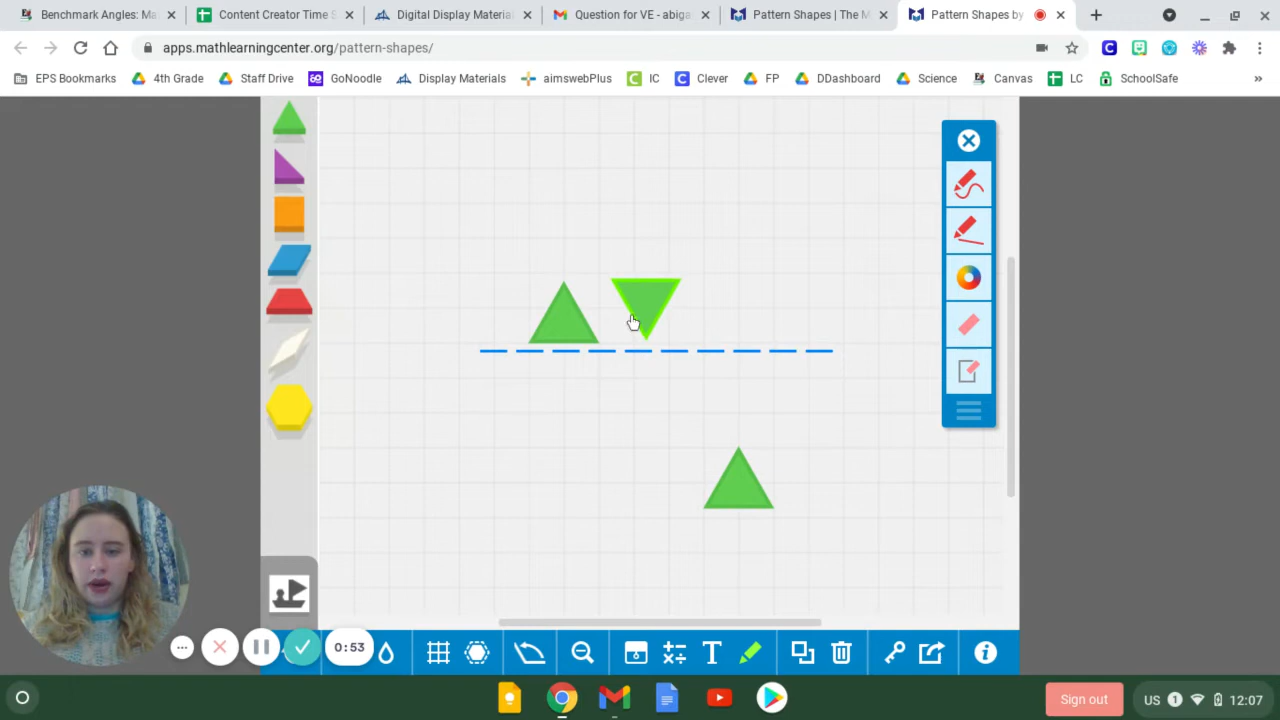 Benchmark Angles: Ma
Content Creator Time S
Digital Display Materia
Question for VE - abiga
Pattern Shapes | The M
Pattern Shapes by
apps.mathlearningcenter.org/pattern-shapes/
EPS Bookmarks
4th Grade
Staff Drive
GoNoodle
Display Materials
aimswebPlus
IC
Clever
FP
DDashboard
Science
Canvas
LC
SchoolSafe
»
0:53
T
Sign out
US
1
12:07